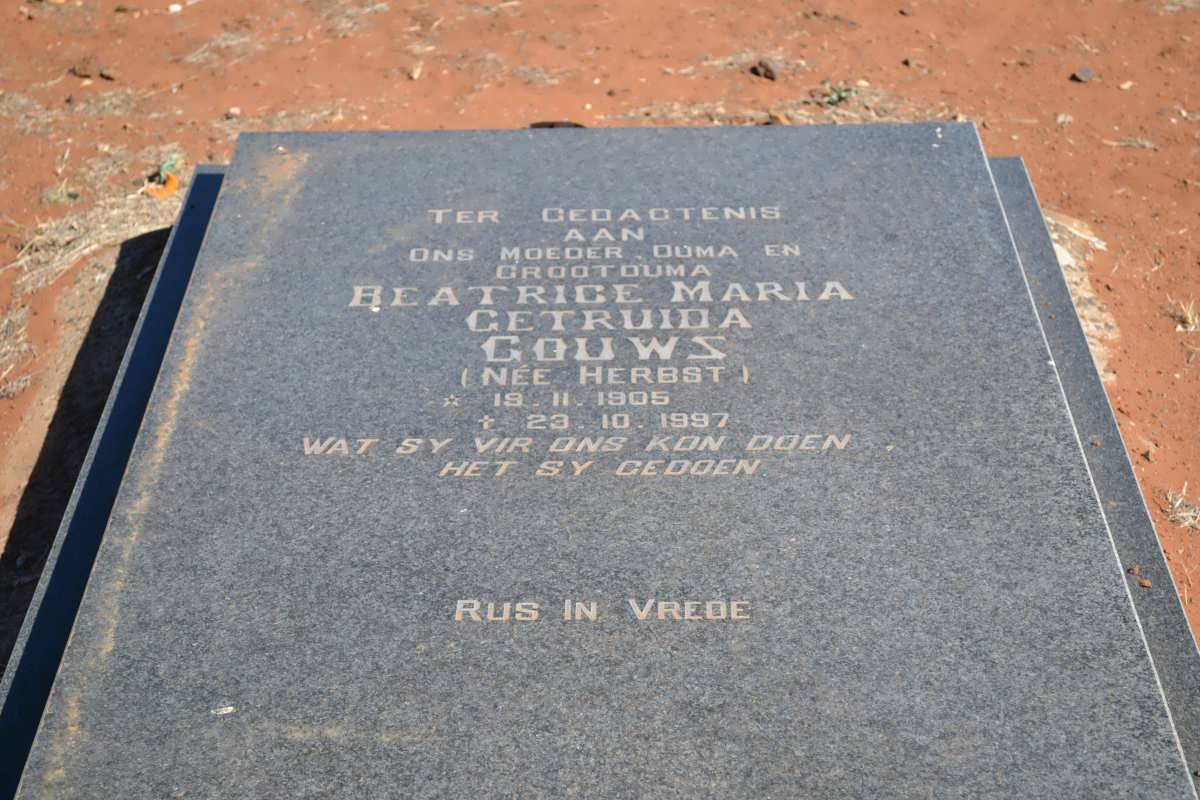 TER GEDAGTENIS
AAN
ONS MOEDER, OUMA EN
GROOTOUMA
BEATRICE MARIA
GETRUIDA
GOUWS
(NÉE HERBST)
☆ 19.11.1905
✝ 23.10.1997
WAT SY VIR ONS KON DOEN,
HET SY GEDOEN
RUS IN VREDE